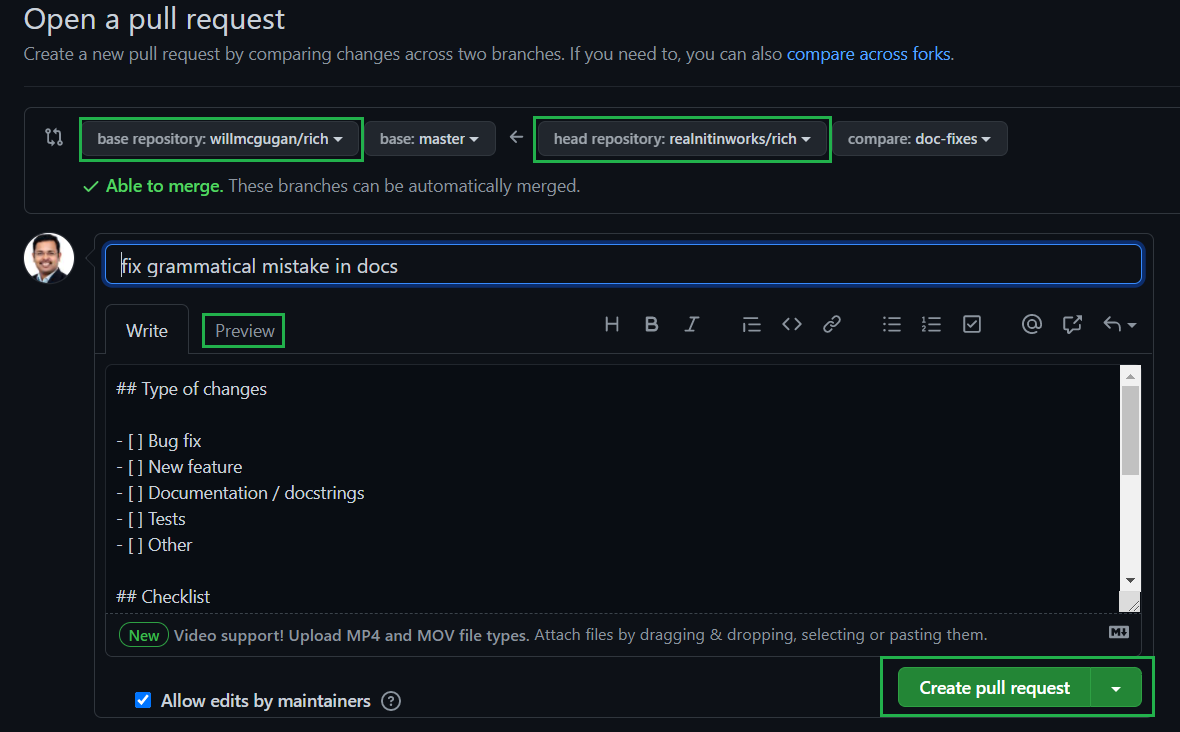 Open a pull request
Create a new pull request by comparing changes across two branches. If you need to, you can also compare across forks.
base repository: willmcgugan/rich base: master ← head repository: realnitinworks/rich compare: doc-fixes
✓ Able to merge. These branches can be automatically merged.
fix grammatical mistake in docs
Write Preview H B I
## Type of changes
- [ ] Bug fix
- [ ] New feature
- [ ] Documentation / docstrings
- [ ] Tests
- [ ] Other
## Checklist
New Video support! Upload MP4 and MOV file types. Attach files by dragging & dropping, selecting or pasting them.
Allow edits by maintainers
Create pull request